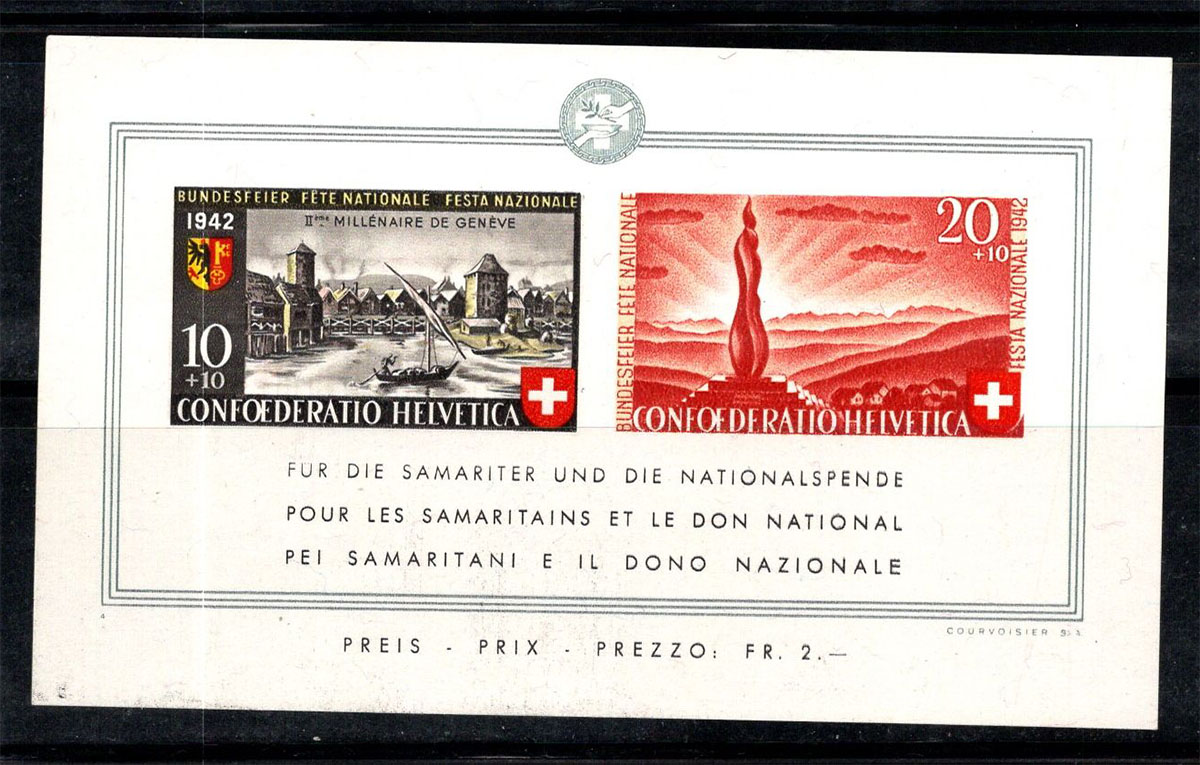 BUNDESFEIER FÊTE NATIONALE FESTA NAZIONALE
1942
IIème MILLÉNAIRE DE GENÈVE
10
+10
CONFOEDERATIO HELVETICA
BUNDESFEIER FÊTE NATIONALE
20
+10
FESTA NAZIONALE 1942
CONFOEDERATIO HELVETICA
FÜR DIE SAMARITER UND DIE NATIONALSPENDE
POUR LES SAMARITAINS ET LE DON NATIONAL
PEI SAMARITANI E IL DONO NAZIONALE
4
COURVOISIER S.A.
PREIS - PRIX - PREZZO: FR. 2.—
3